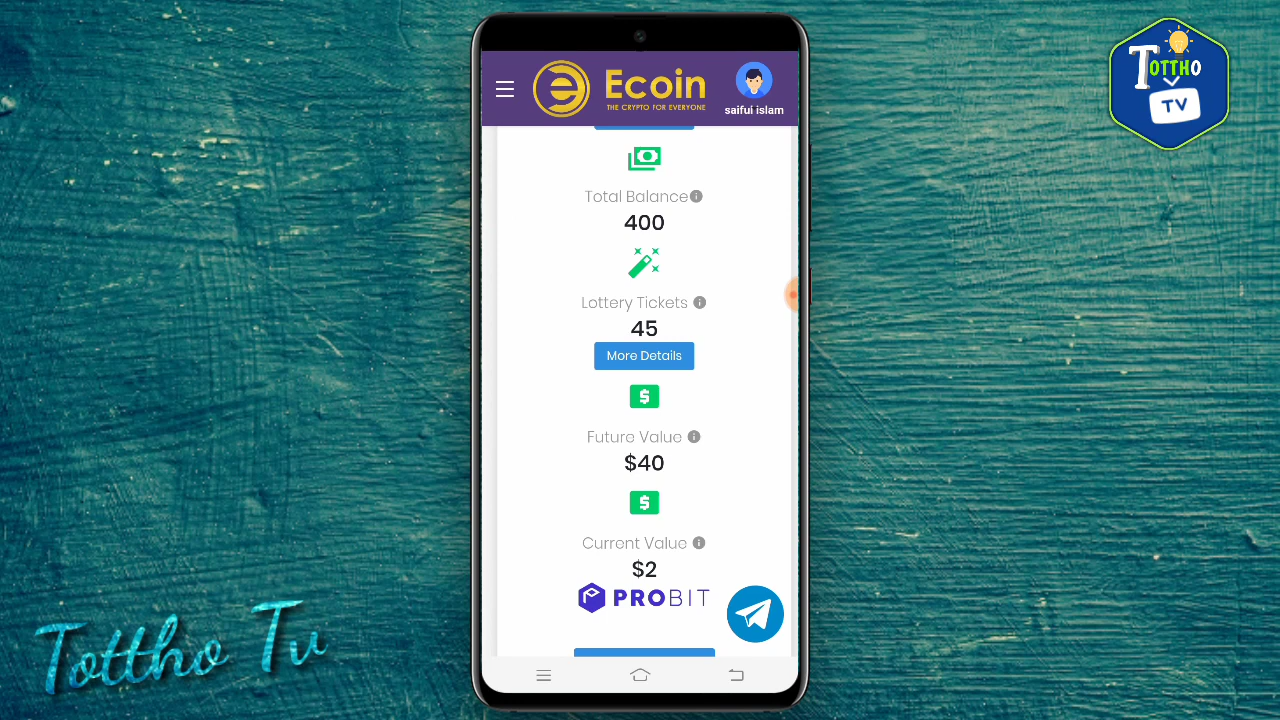 Ecoin
THE CRYPTO FOR EVERYONE
saiful islam
TOTTHO
TV
Total Balance
400
Lottery Tickets
45
More Details
Future Value
$40
Current Value
$2
PROBIT
Tottho Tv